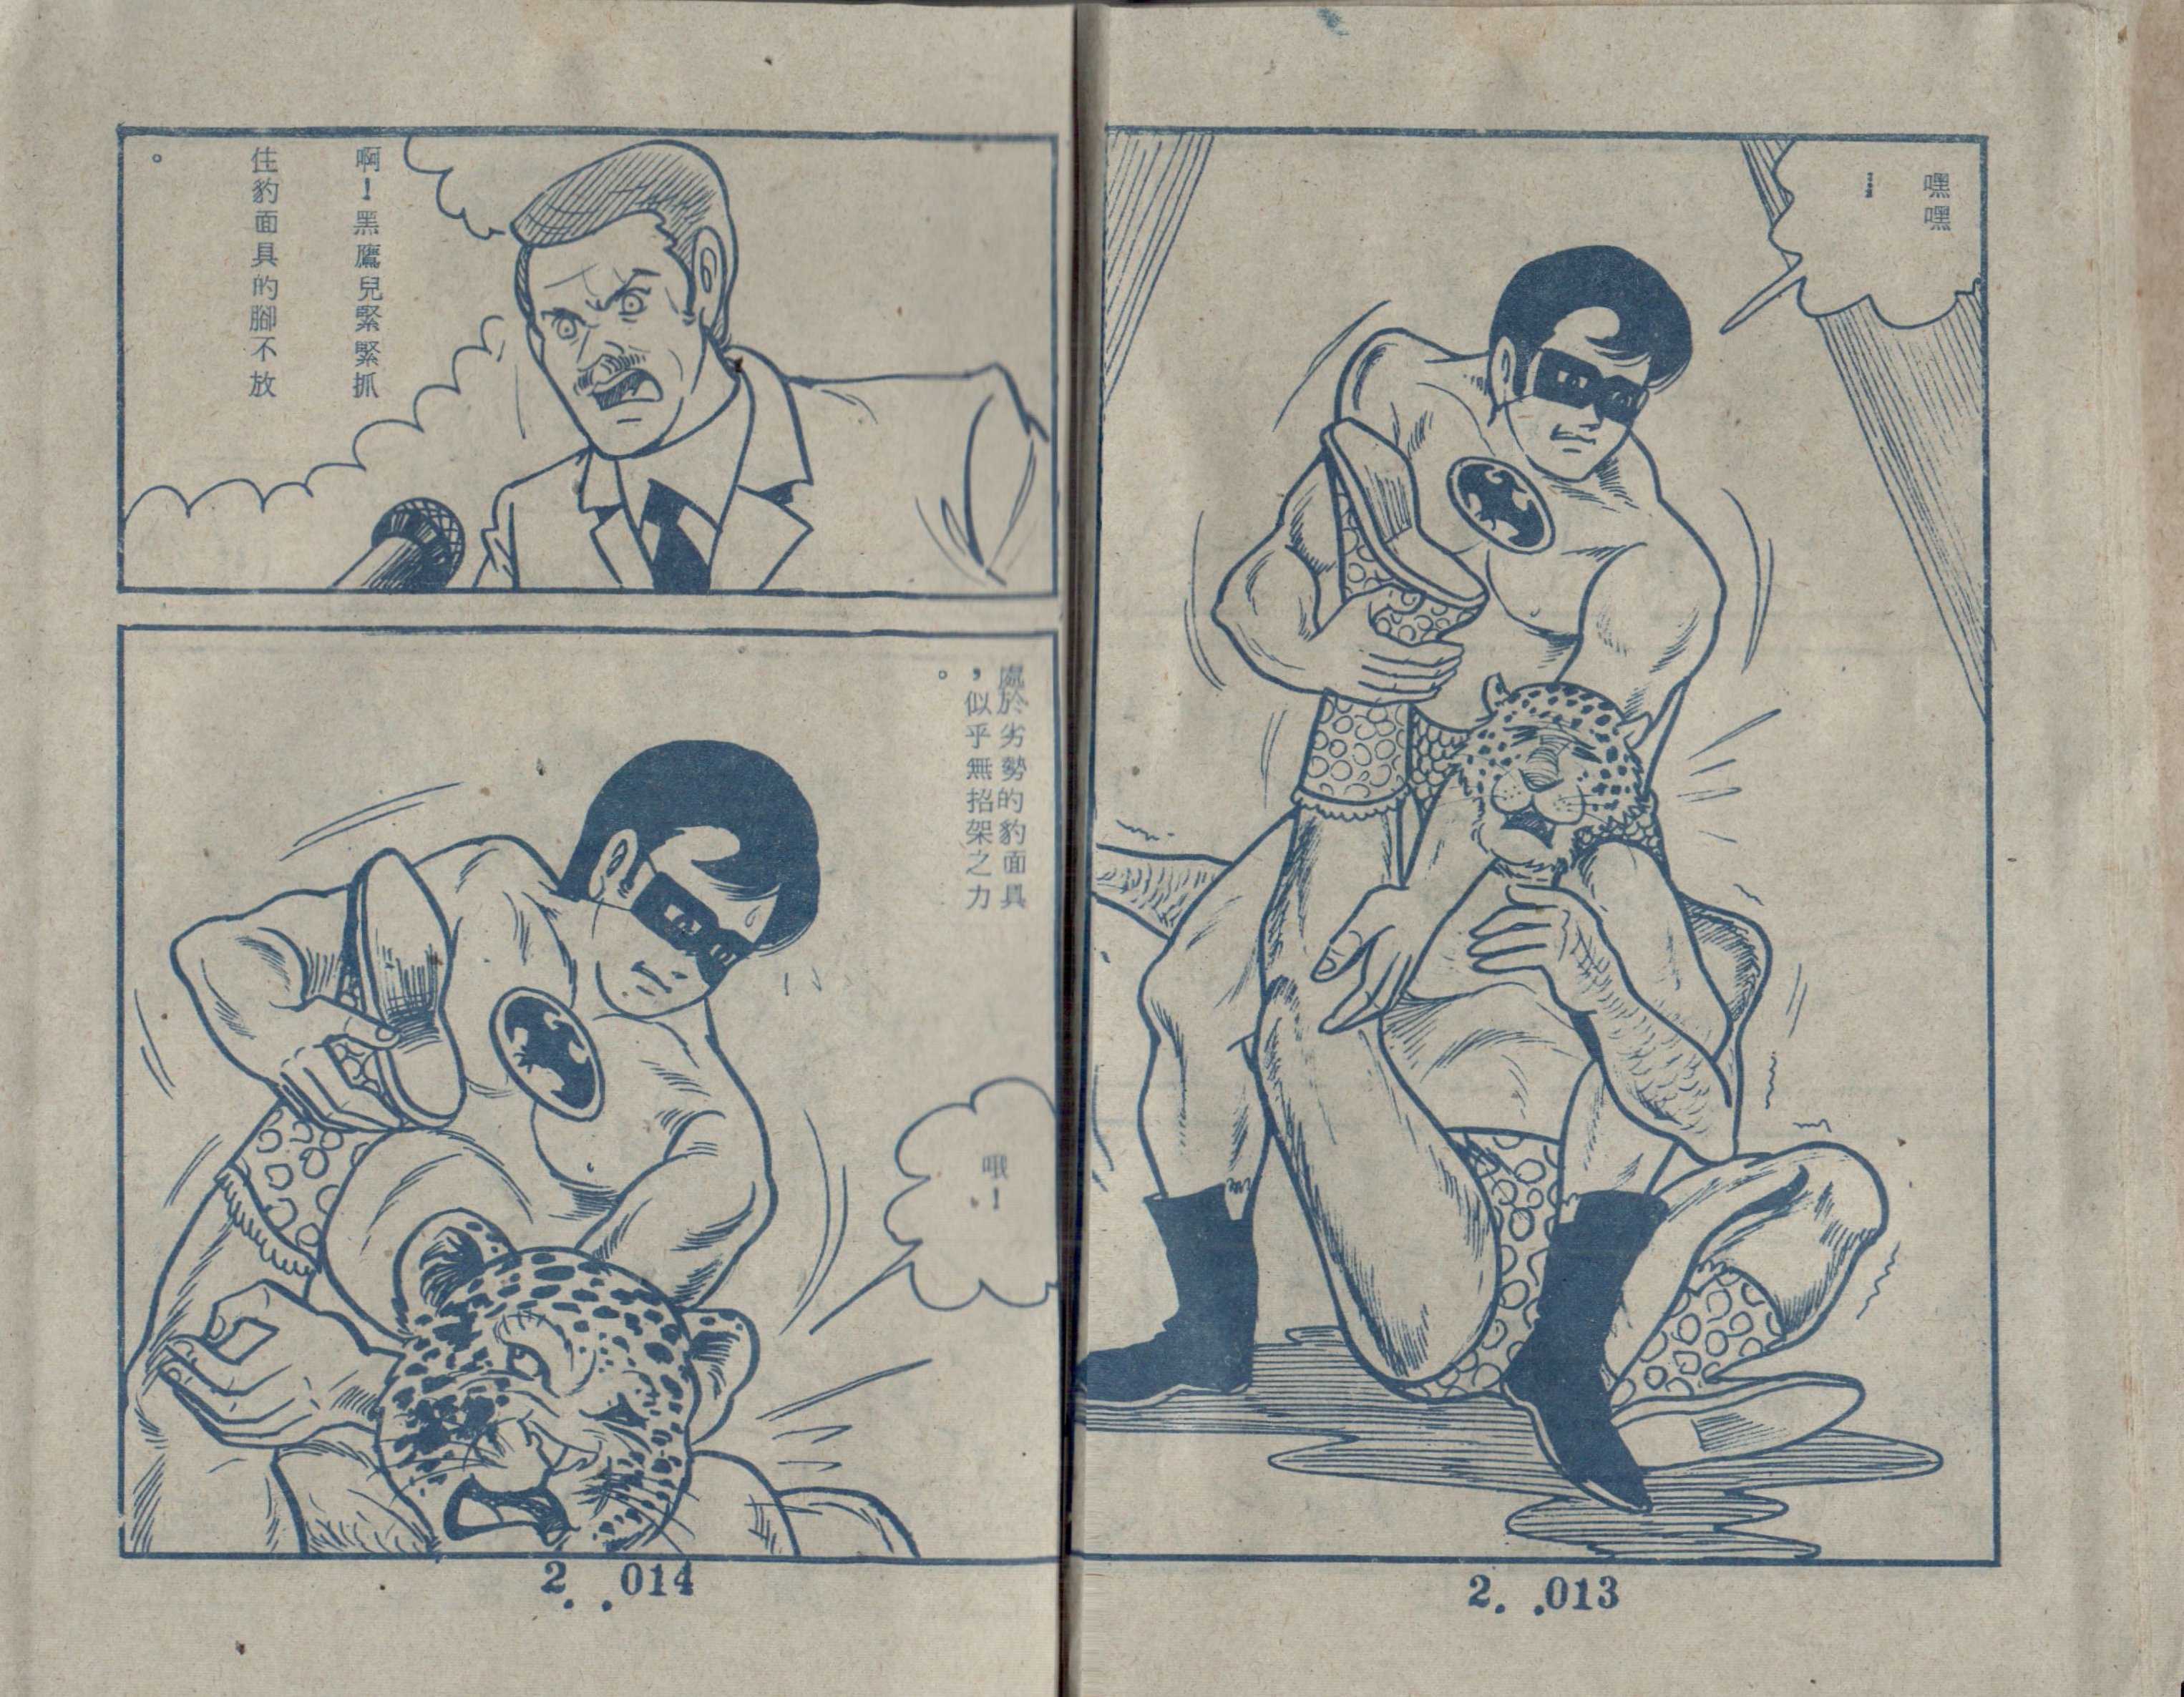 嘿嘿
！
2. .013
啊！黑鷹兒緊緊抓
住豹面具的腳不放
。
處於劣勢的豹面具
，似乎無招架之力
。
哦！
2. .014